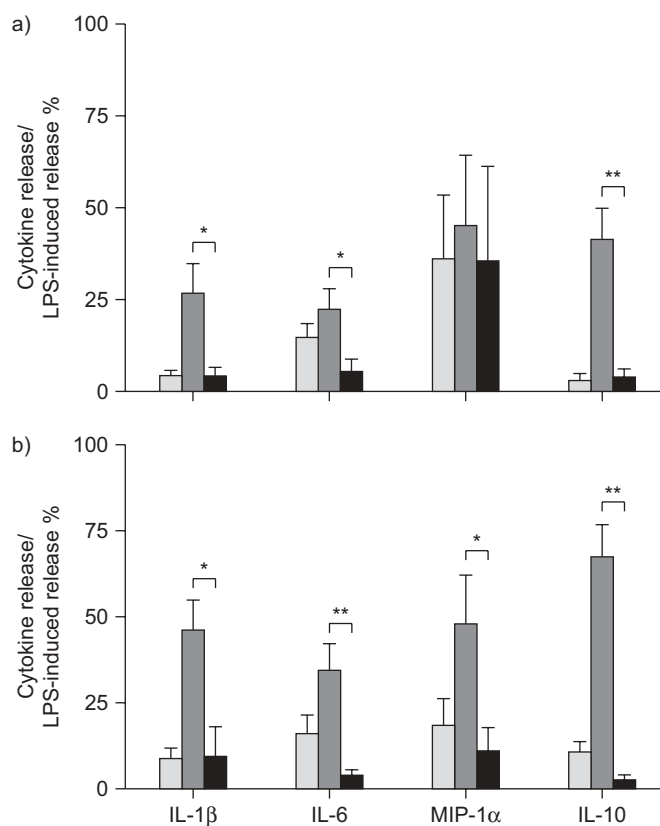 a)
100
75
50
25
0
Cytokine release/
LPS-induced release %
*
*
**
b)
100
75
50
25
0
Cytokine release/
LPS-induced release %
*
**
*
**
IL-1β
IL-6
MIP-1α
IL-10